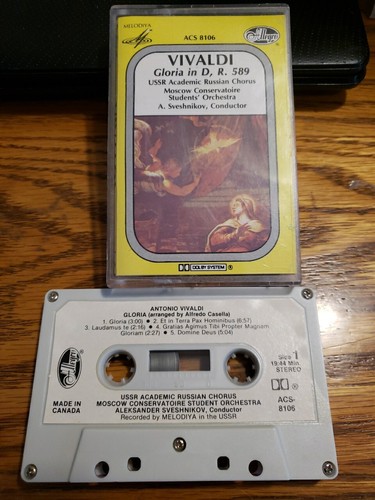 MELODIYA
ACS 8106
Allegro
VIVALDI
Gloria in D, R. 589
USSR Academic Russian Chorus
Moscow Conservatoire
Students' Orchestra
A. Sveshnikov, Conductor
DOLBY SYSTEM ®
ANTONIO VIVALDI
GLORIA (arranged by Alfredo Casella)
1. Gloria (3:00) • 2. Et in Terra Pax Hominibus (6:57)
3. Laudamus te (2:16) • 4. Gratias Agimus Tibi Propter Magnam
Gloriam (2:27) • 5. Domine Deus (5:04)
Allegro
Side 1
19:44 Min.
STEREO
MADE IN
CANADA
ACS-
8106
USSR ACADEMIC RUSSIAN CHORUS
MOSCOW CONSERVATOIRE STUDENT ORCHESTRA
ALEKSANDER SVESHNIKOV, Conductor
Recorded by MELODIYA in the USSR